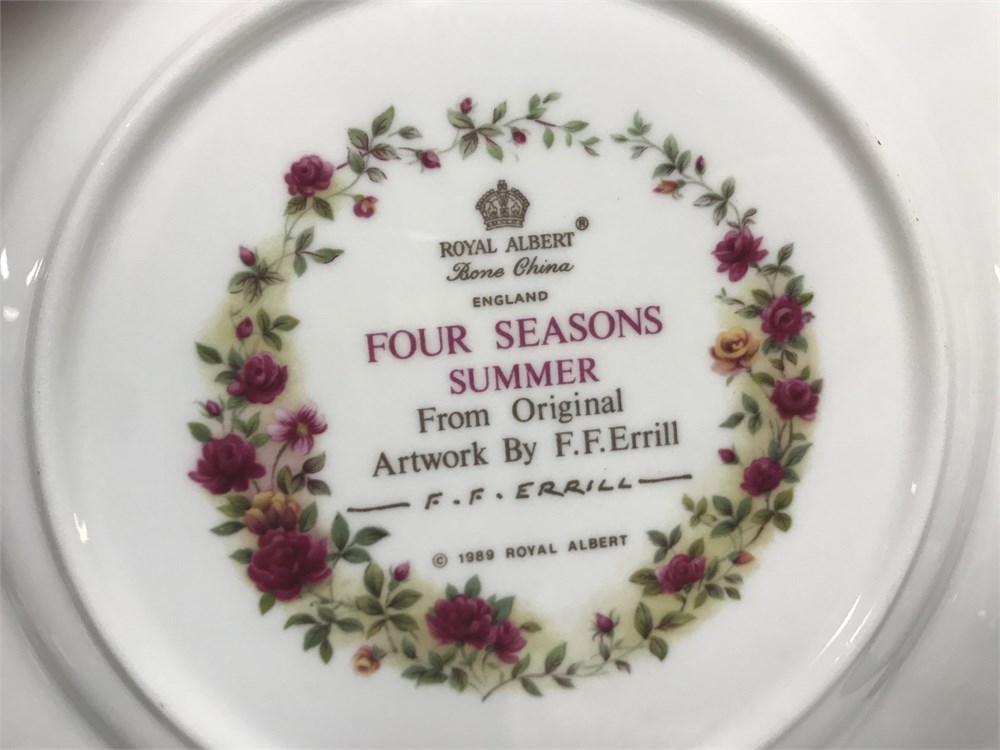 ROYAL ALBERT®
Bone China
ENGLAND
FOUR SEASONS
SUMMER
From Original
Artwork By F.F.Errill
F. F. ERRILL
© 1989 ROYAL ALBERT